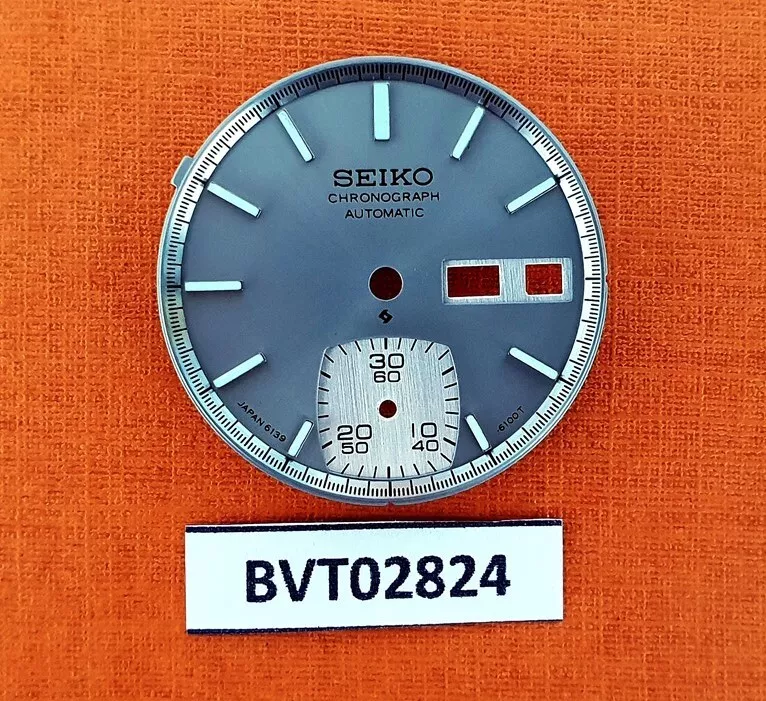 SEIKO
CHRONOGRAPH
AUTOMATIC
30
60
20 10
50 40
JAPAN 6139
6100T
BVT02824